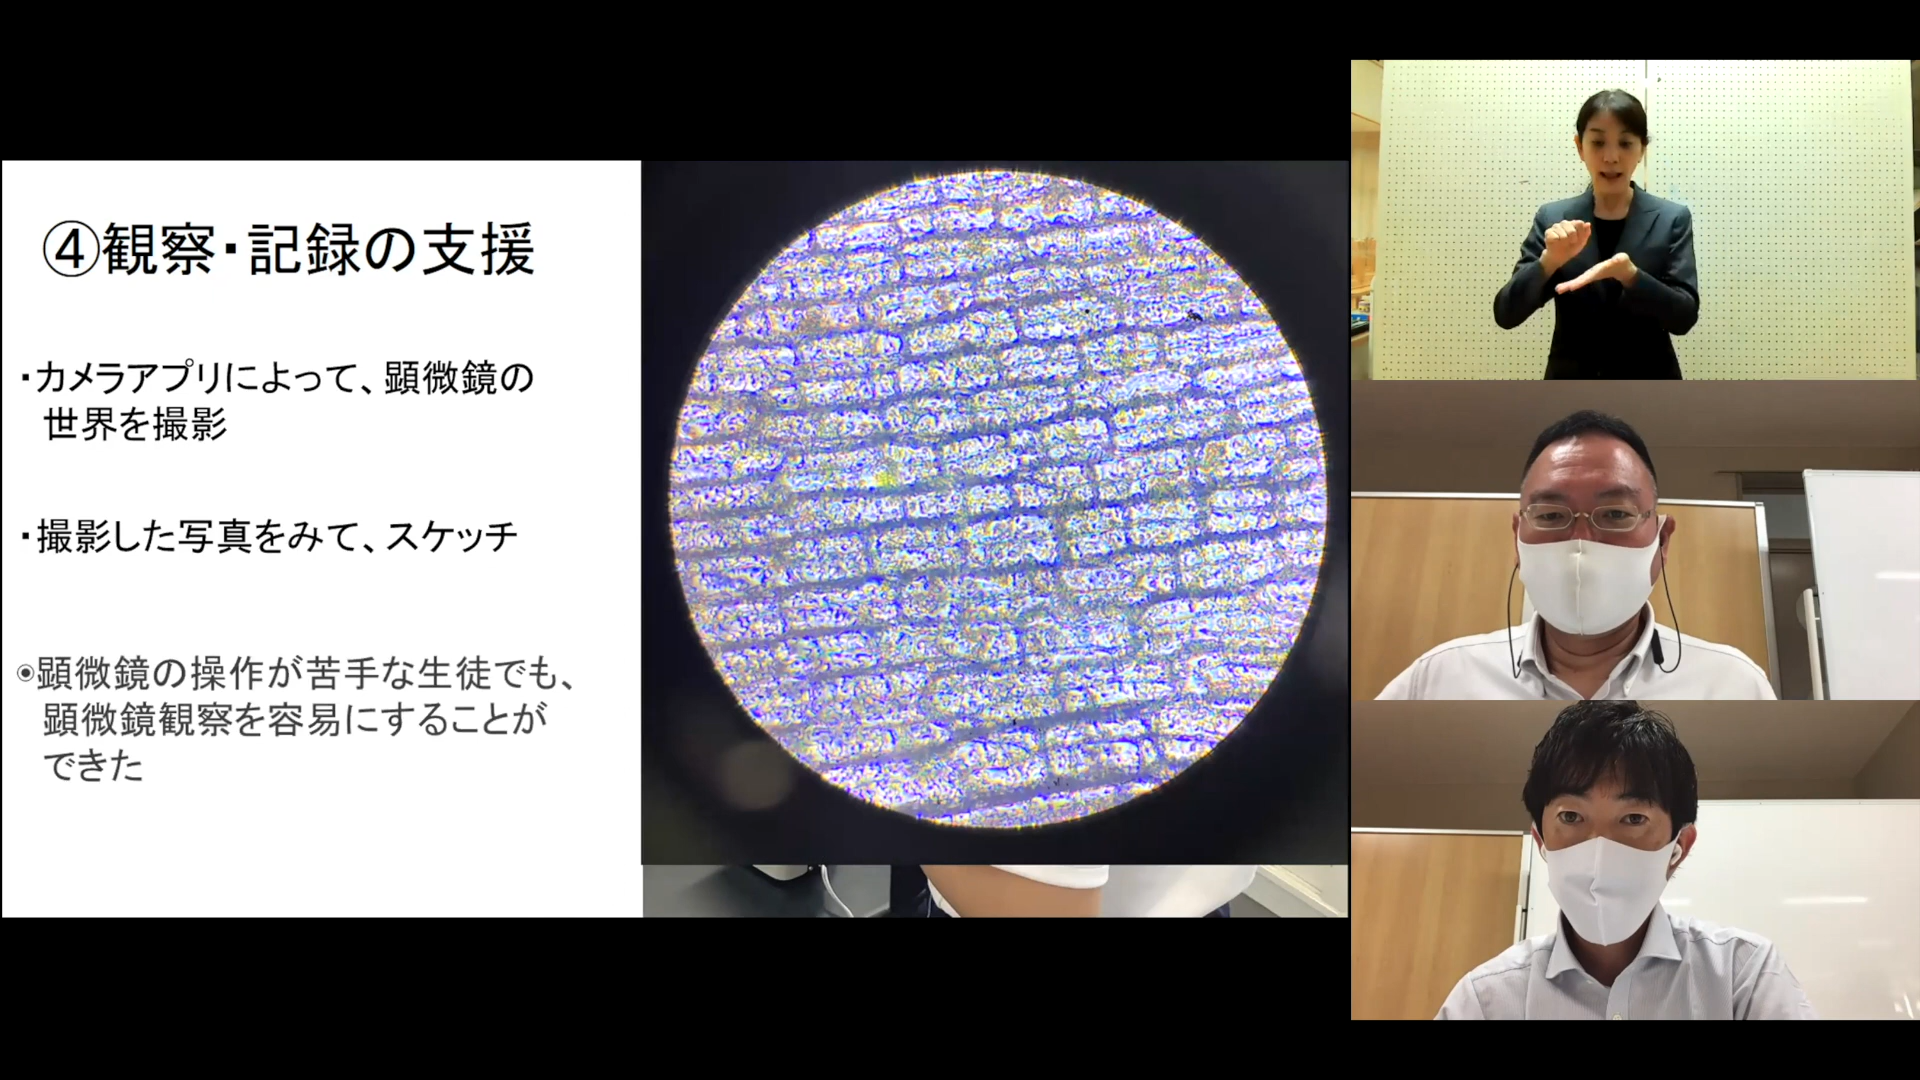 ④観察・記録の支援
・カメラアプリによって、顕微鏡の
世界を撮影
・撮影した写真をみて、スケッチ
◉顕微鏡の操作が苦手な生徒でも、
顕微鏡観察を容易にすることが
できた